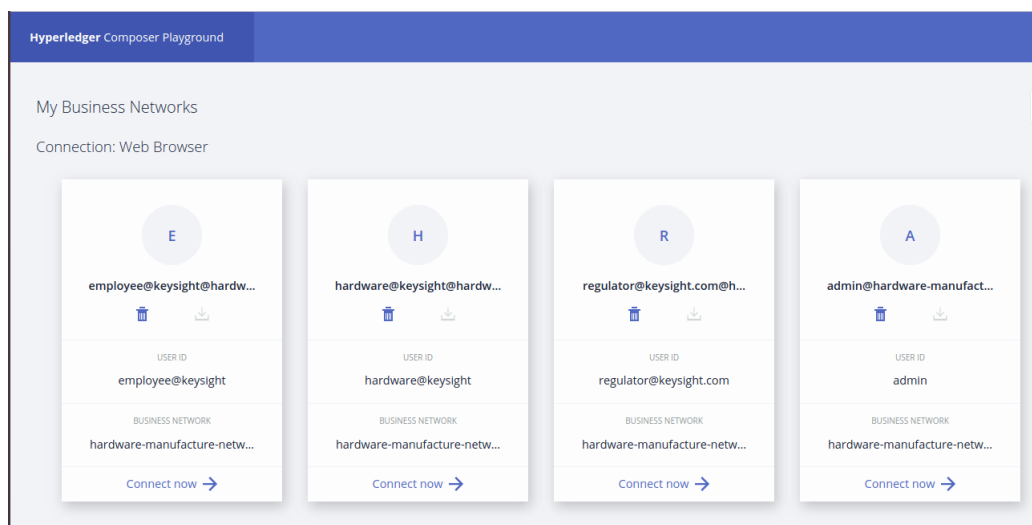 Hyperledger Composer Playground
My Business Networks
Connection: Web Browser
E
employee@keysight@hardw...
USER ID
employee@keysight
BUSINESS NETWORK
hardware-manufacture-netw...
Connect now
H
hardware@keysight@hardw...
USER ID
hardware@keysight
BUSINESS NETWORK
hardware-manufacture-netw...
Connect now
R
regulator@keysight.com@h...
USER ID
regulator@keysight.com
BUSINESS NETWORK
hardware-manufacture-netw...
Connect now
A
admin@hardware-manufact...
USER ID
admin
BUSINESS NETWORK
hardware-manufacture-netw...
Connect now